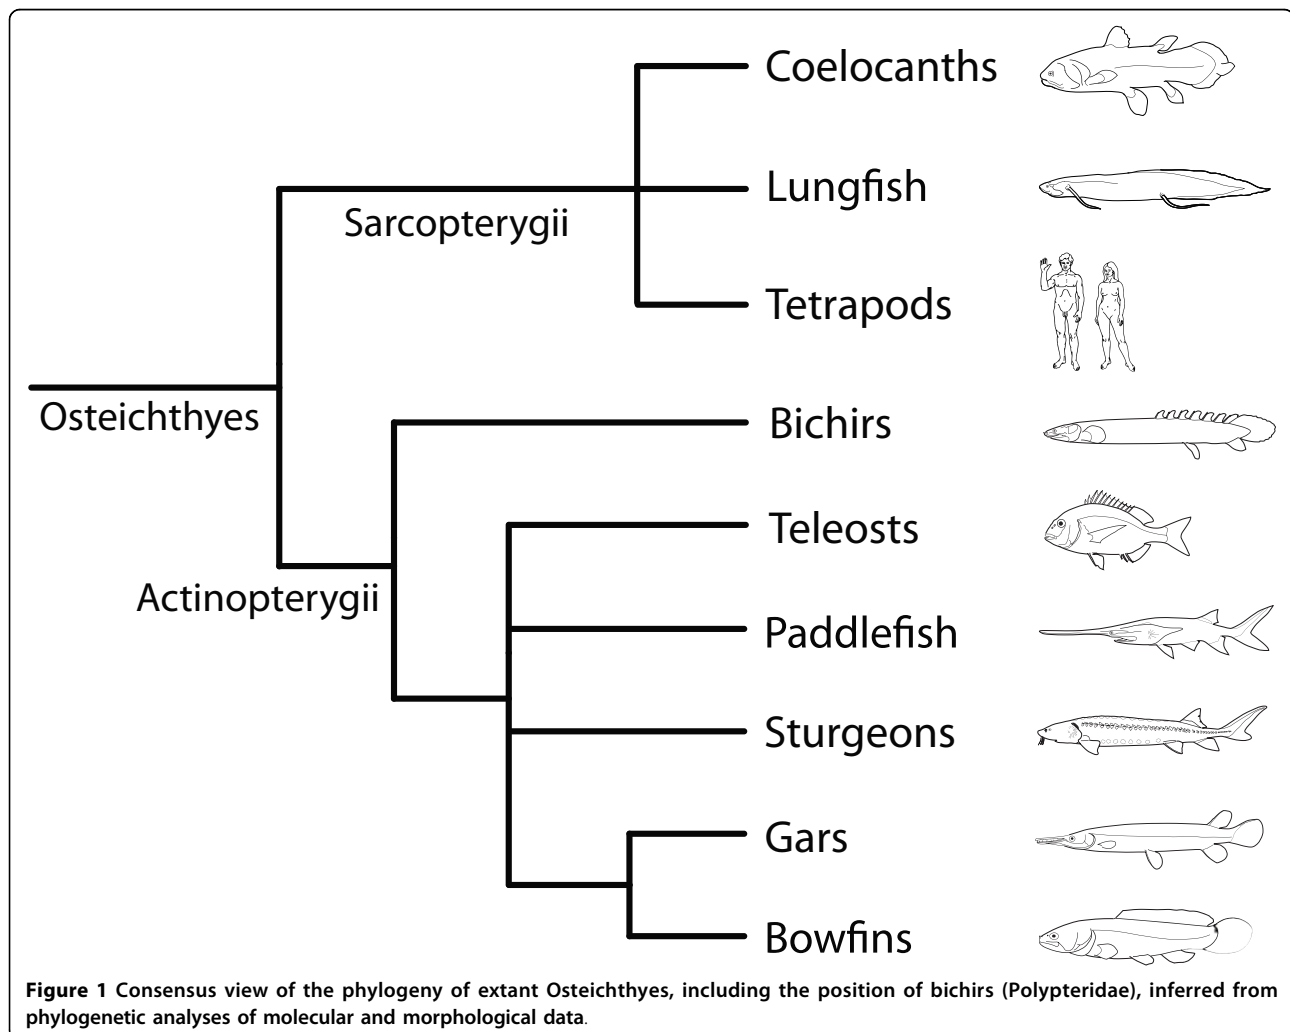 Coelocanths
Lungfish
Sarcopterygii
Tetrapods
Osteichthyes
Bichirs
Teleosts
Actinopterygii
Paddlefish
Sturgeons
Gars
Bowfins
Figure 1 Consensus view of the phylogeny of extant Osteichthyes, including the position of bichirs (Polypteridae), inferred from
phylogenetic analyses of molecular and morphological data.